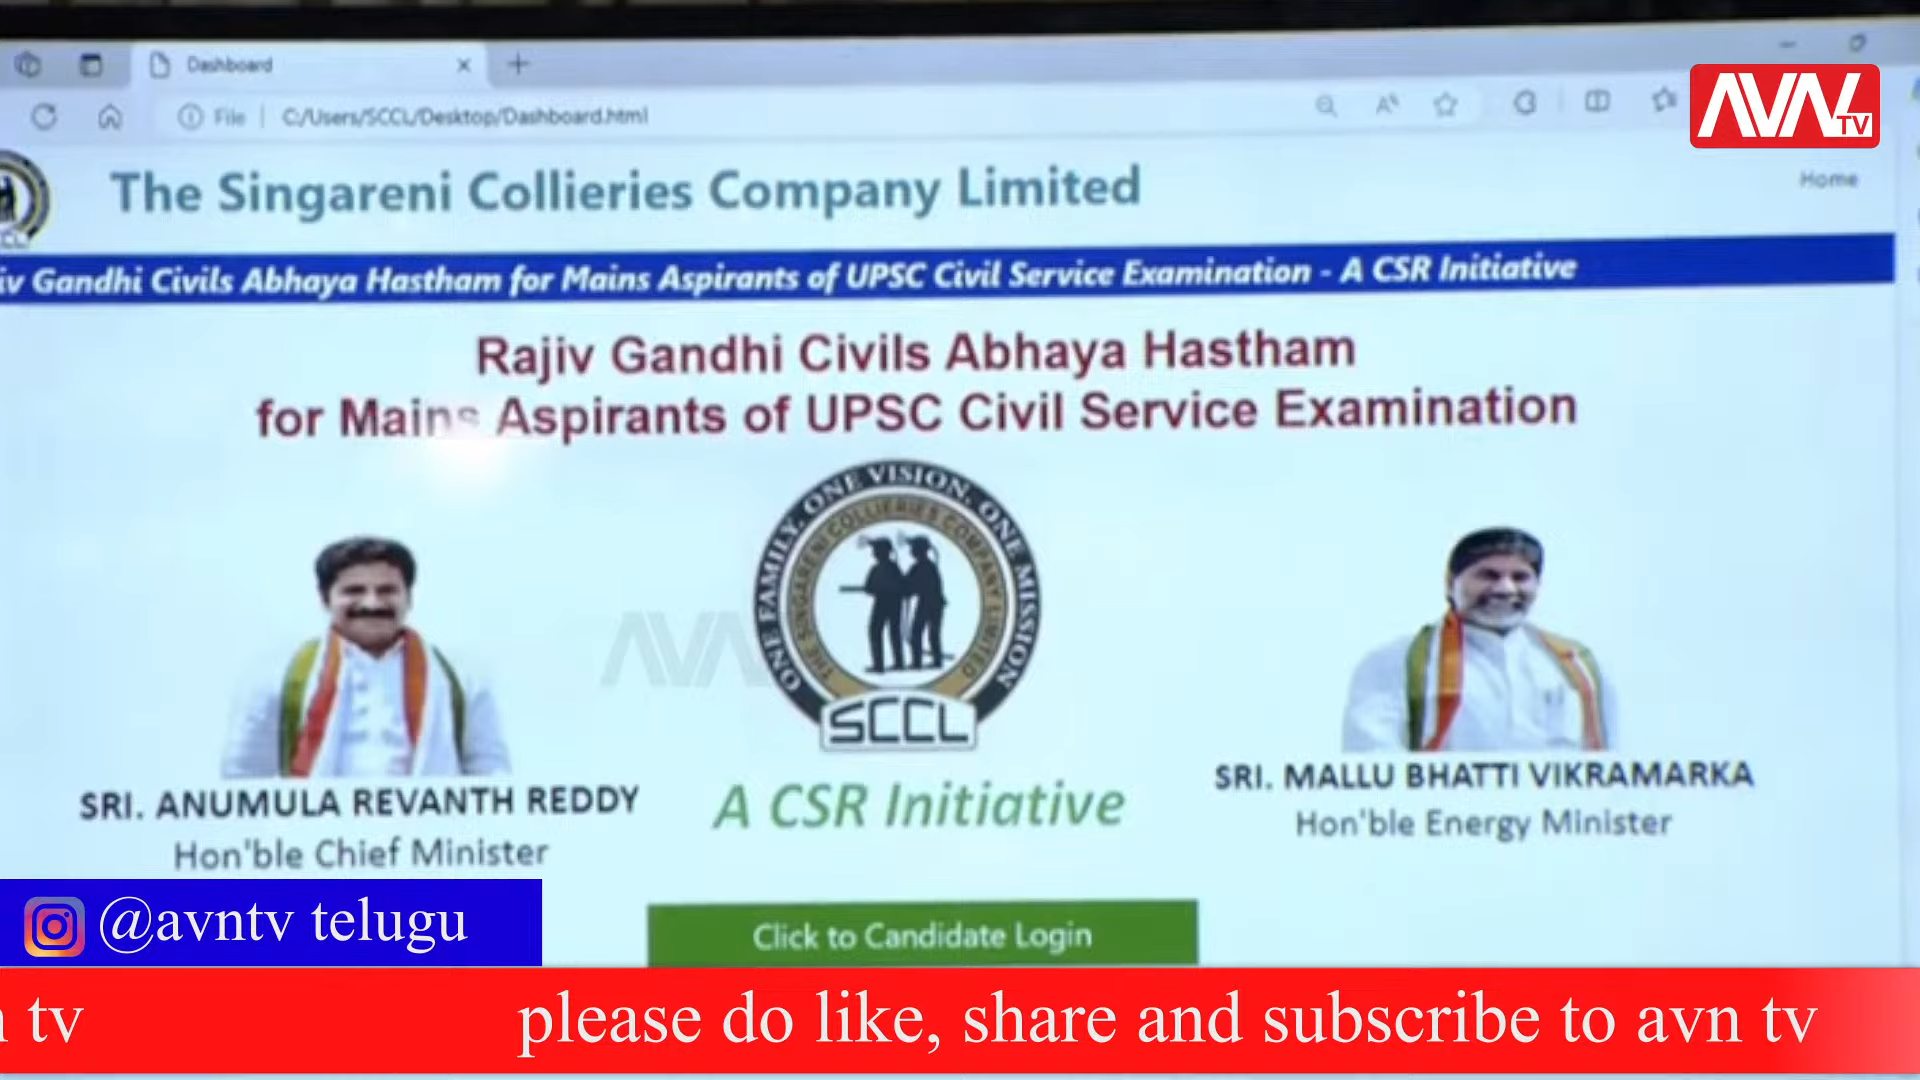 Dashboard
File
C:/Users/SCCL/Desktop/Dashboard.html
AVN TV
The Singareni Collieries Company Limited
Home
iv Gandhi Civils Abhaya Hastham for Mains Aspirants of UPSC Civil Service Examination - A CSR Initiative
Rajiv Gandhi Civils Abhaya Hastham
for Mains Aspirants of UPSC Civil Service Examination
ONE FAMILY, ONE VISION, ONE MISSION
THE SINGARENI COLLIERIES COMPANY LIMITED
SCCL
AVN
SRI. ANUMULA REVANTH REDDY
Hon'ble Chief Minister
A CSR Initiative
SRI. MALLU BHATTI VIKRAMARKA
Hon'ble Energy Minister
Click to Candidate Login
@avntv telugu
n tv please do like, share and subscribe to avn tv